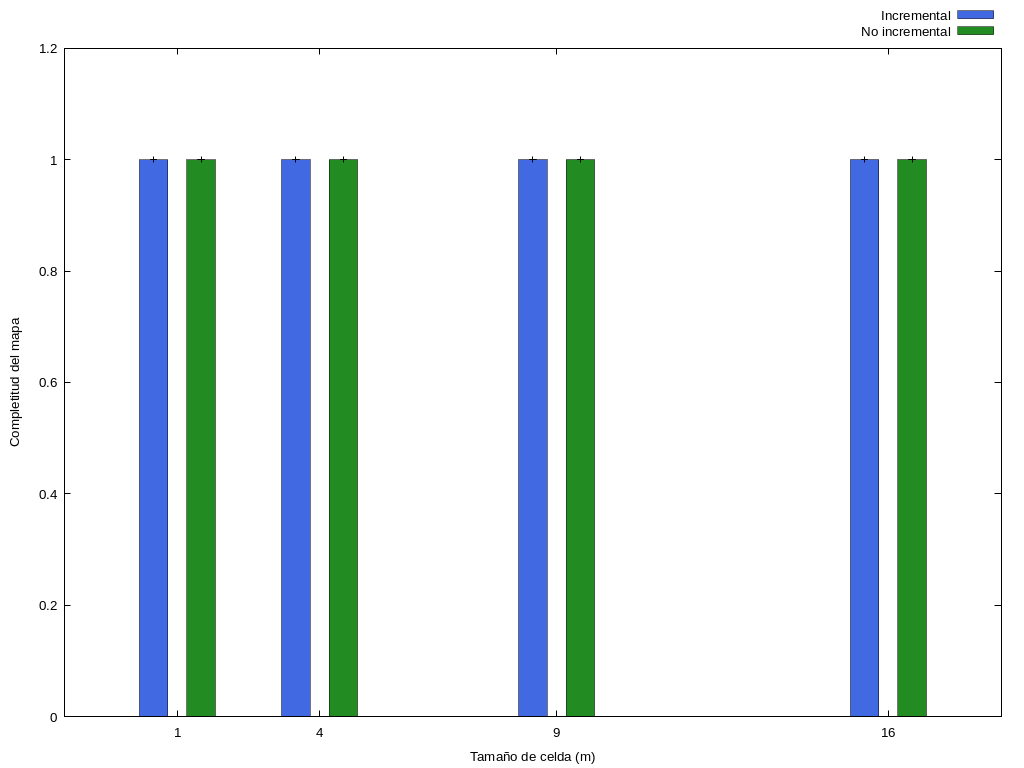 Incremental
No incremental
1.2
1
0.8
0.6
0.4
0.2
0
Completitud del mapa
1 4 9 16
Tamaño de celda (m)